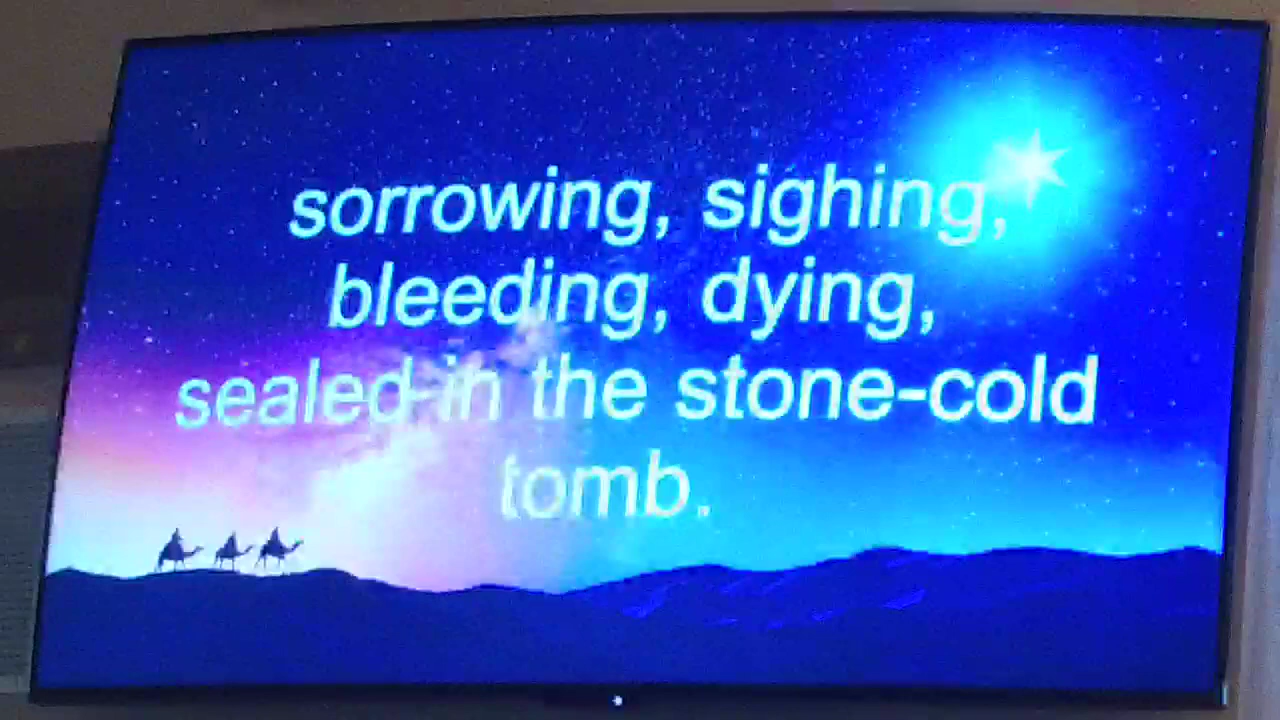 sorrowing, sighing,
bleeding, dying,
sealed in the stone-cold
tomb.